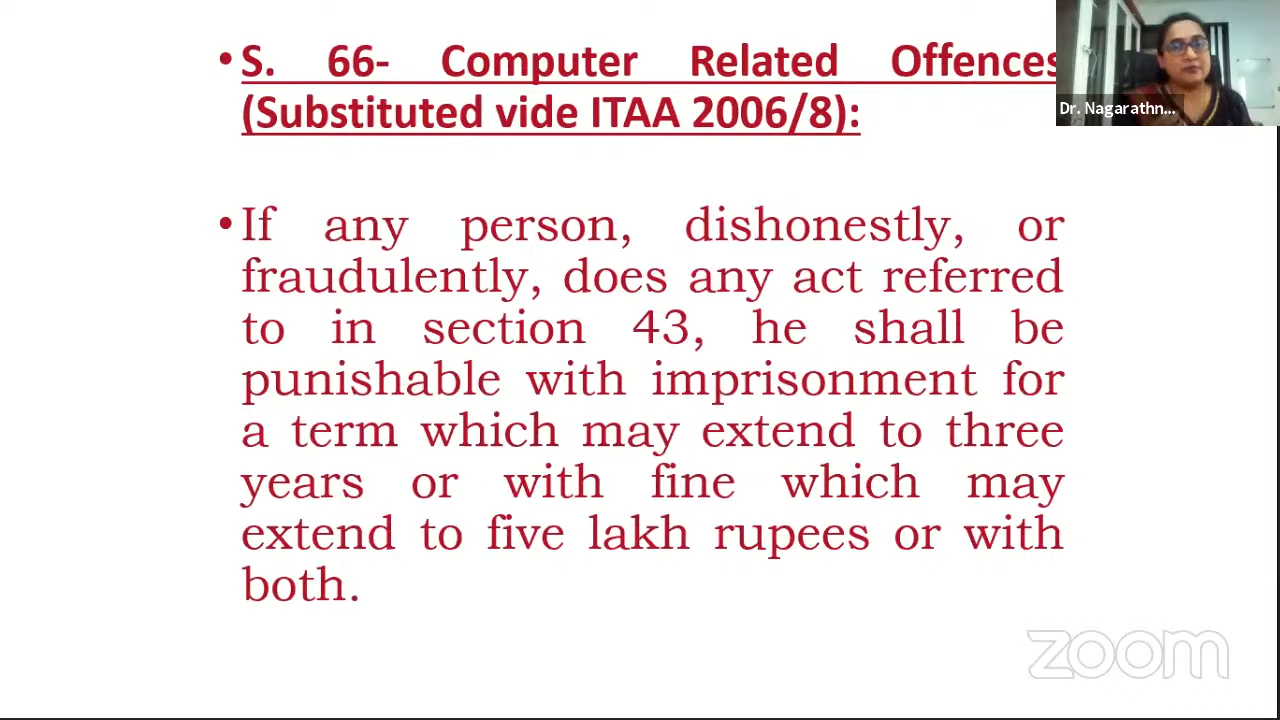 • S. 66- Computer Related Offences
(Substituted vide ITAA 2006/8):
Dr. Nagarathn...
• If any person, dishonestly, or
fraudulently, does any act referred
to in section 43, he shall be
punishable with imprisonment for
a term which may extend to three
years or with fine which may
extend to five lakh rupees or with
both.
zoom